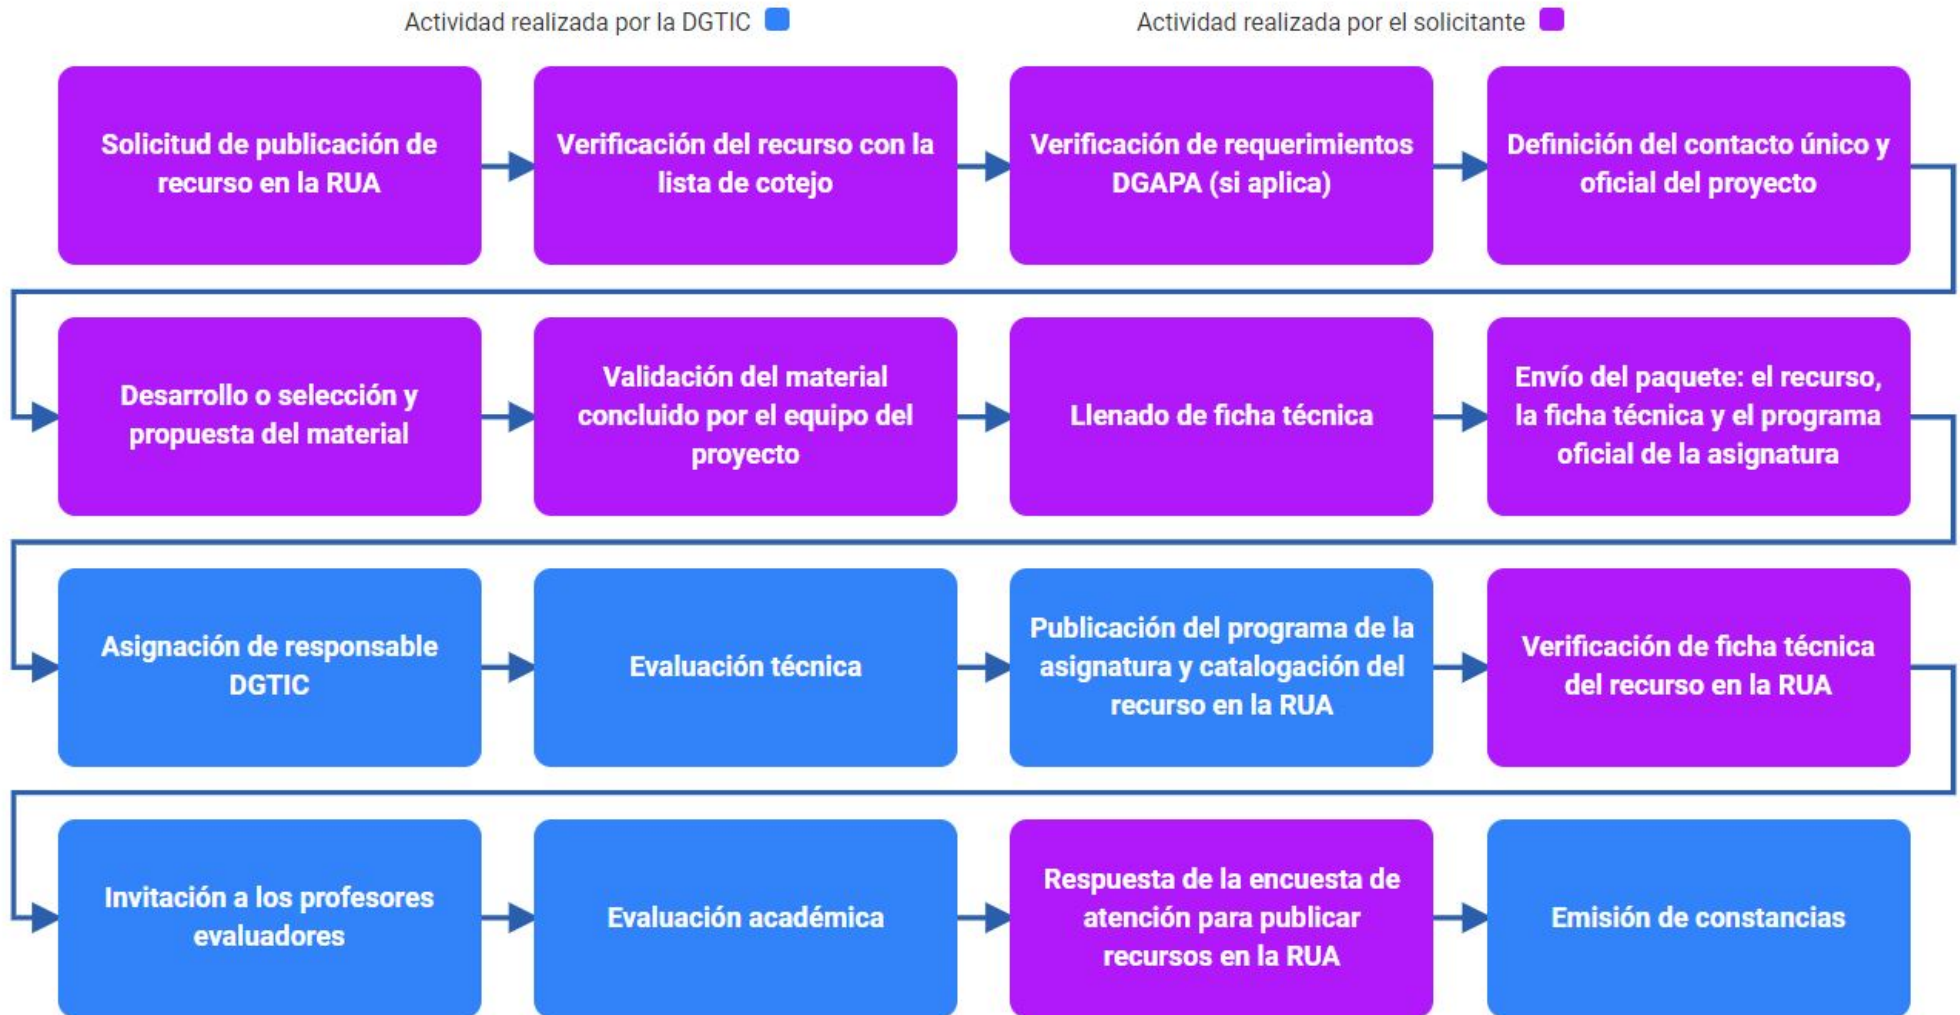 Actividad realizada por la DGTIC
Actividad realizada por el solicitante
Solicitud de publicación de
recurso en la RUA
Verificación del recurso con la
lista de cotejo
Verificación de requerimientos
DGAPA (si aplica)
Definición del contacto único y
oficial del proyecto
Desarrollo o selección y
propuesta del material
Validación del material
concluido por el equipo del
proyecto
Llenado de ficha técnica
Envío del paquete: el recurso,
la ficha técnica y el programa
oficial de la asignatura
Asignación de responsable
DGTIC
Evaluación técnica
Publicación del programa de la
asignatura y catalogación del
recurso en la RUA
Verificación de ficha técnica
del recurso en la RUA
Invitación a los profesores
evaluadores
Evaluación académica
Respuesta de la encuesta de
atención para publicar
recursos en la RUA
Emisión de constancias